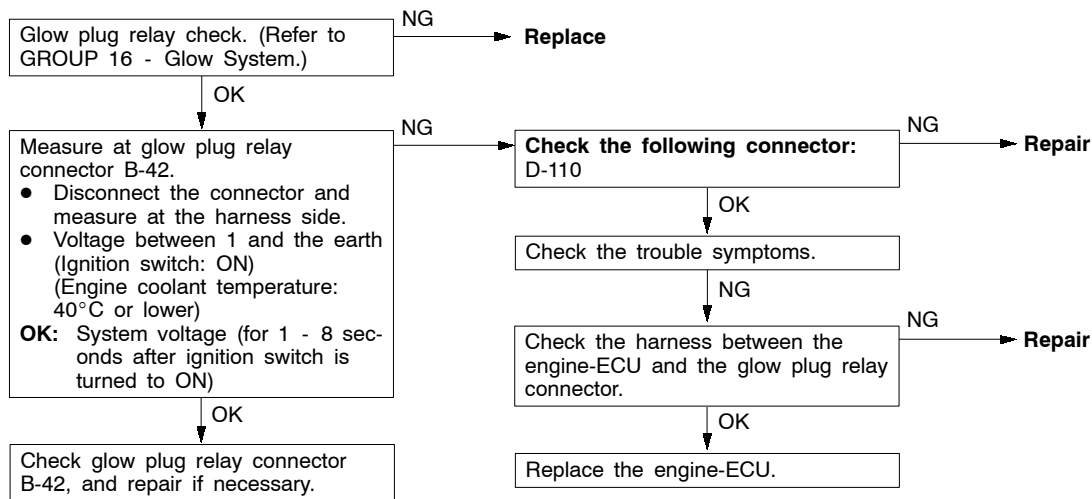 Glow plug relay check. (Refer to
GROUP 16 - Glow System.)
NG
Replace
OK
Measure at glow plug relay
connector B-42.
● Disconnect the connector and
measure at the harness side.
● Voltage between 1 and the earth
(Ignition switch: ON)
(Engine coolant temperature:
40°C or lower)
OK: System voltage (for 1 - 8 sec-
onds after ignition switch is
turned to ON)
NG
OK
Check glow plug relay connector
B-42, and repair if necessary.
Check the following connector:
D-110
NG
Repair
OK
Check the trouble symptoms.
NG
Check the harness between the
engine-ECU and the glow plug relay
connector.
NG
Repair
OK
Replace the engine-ECU.